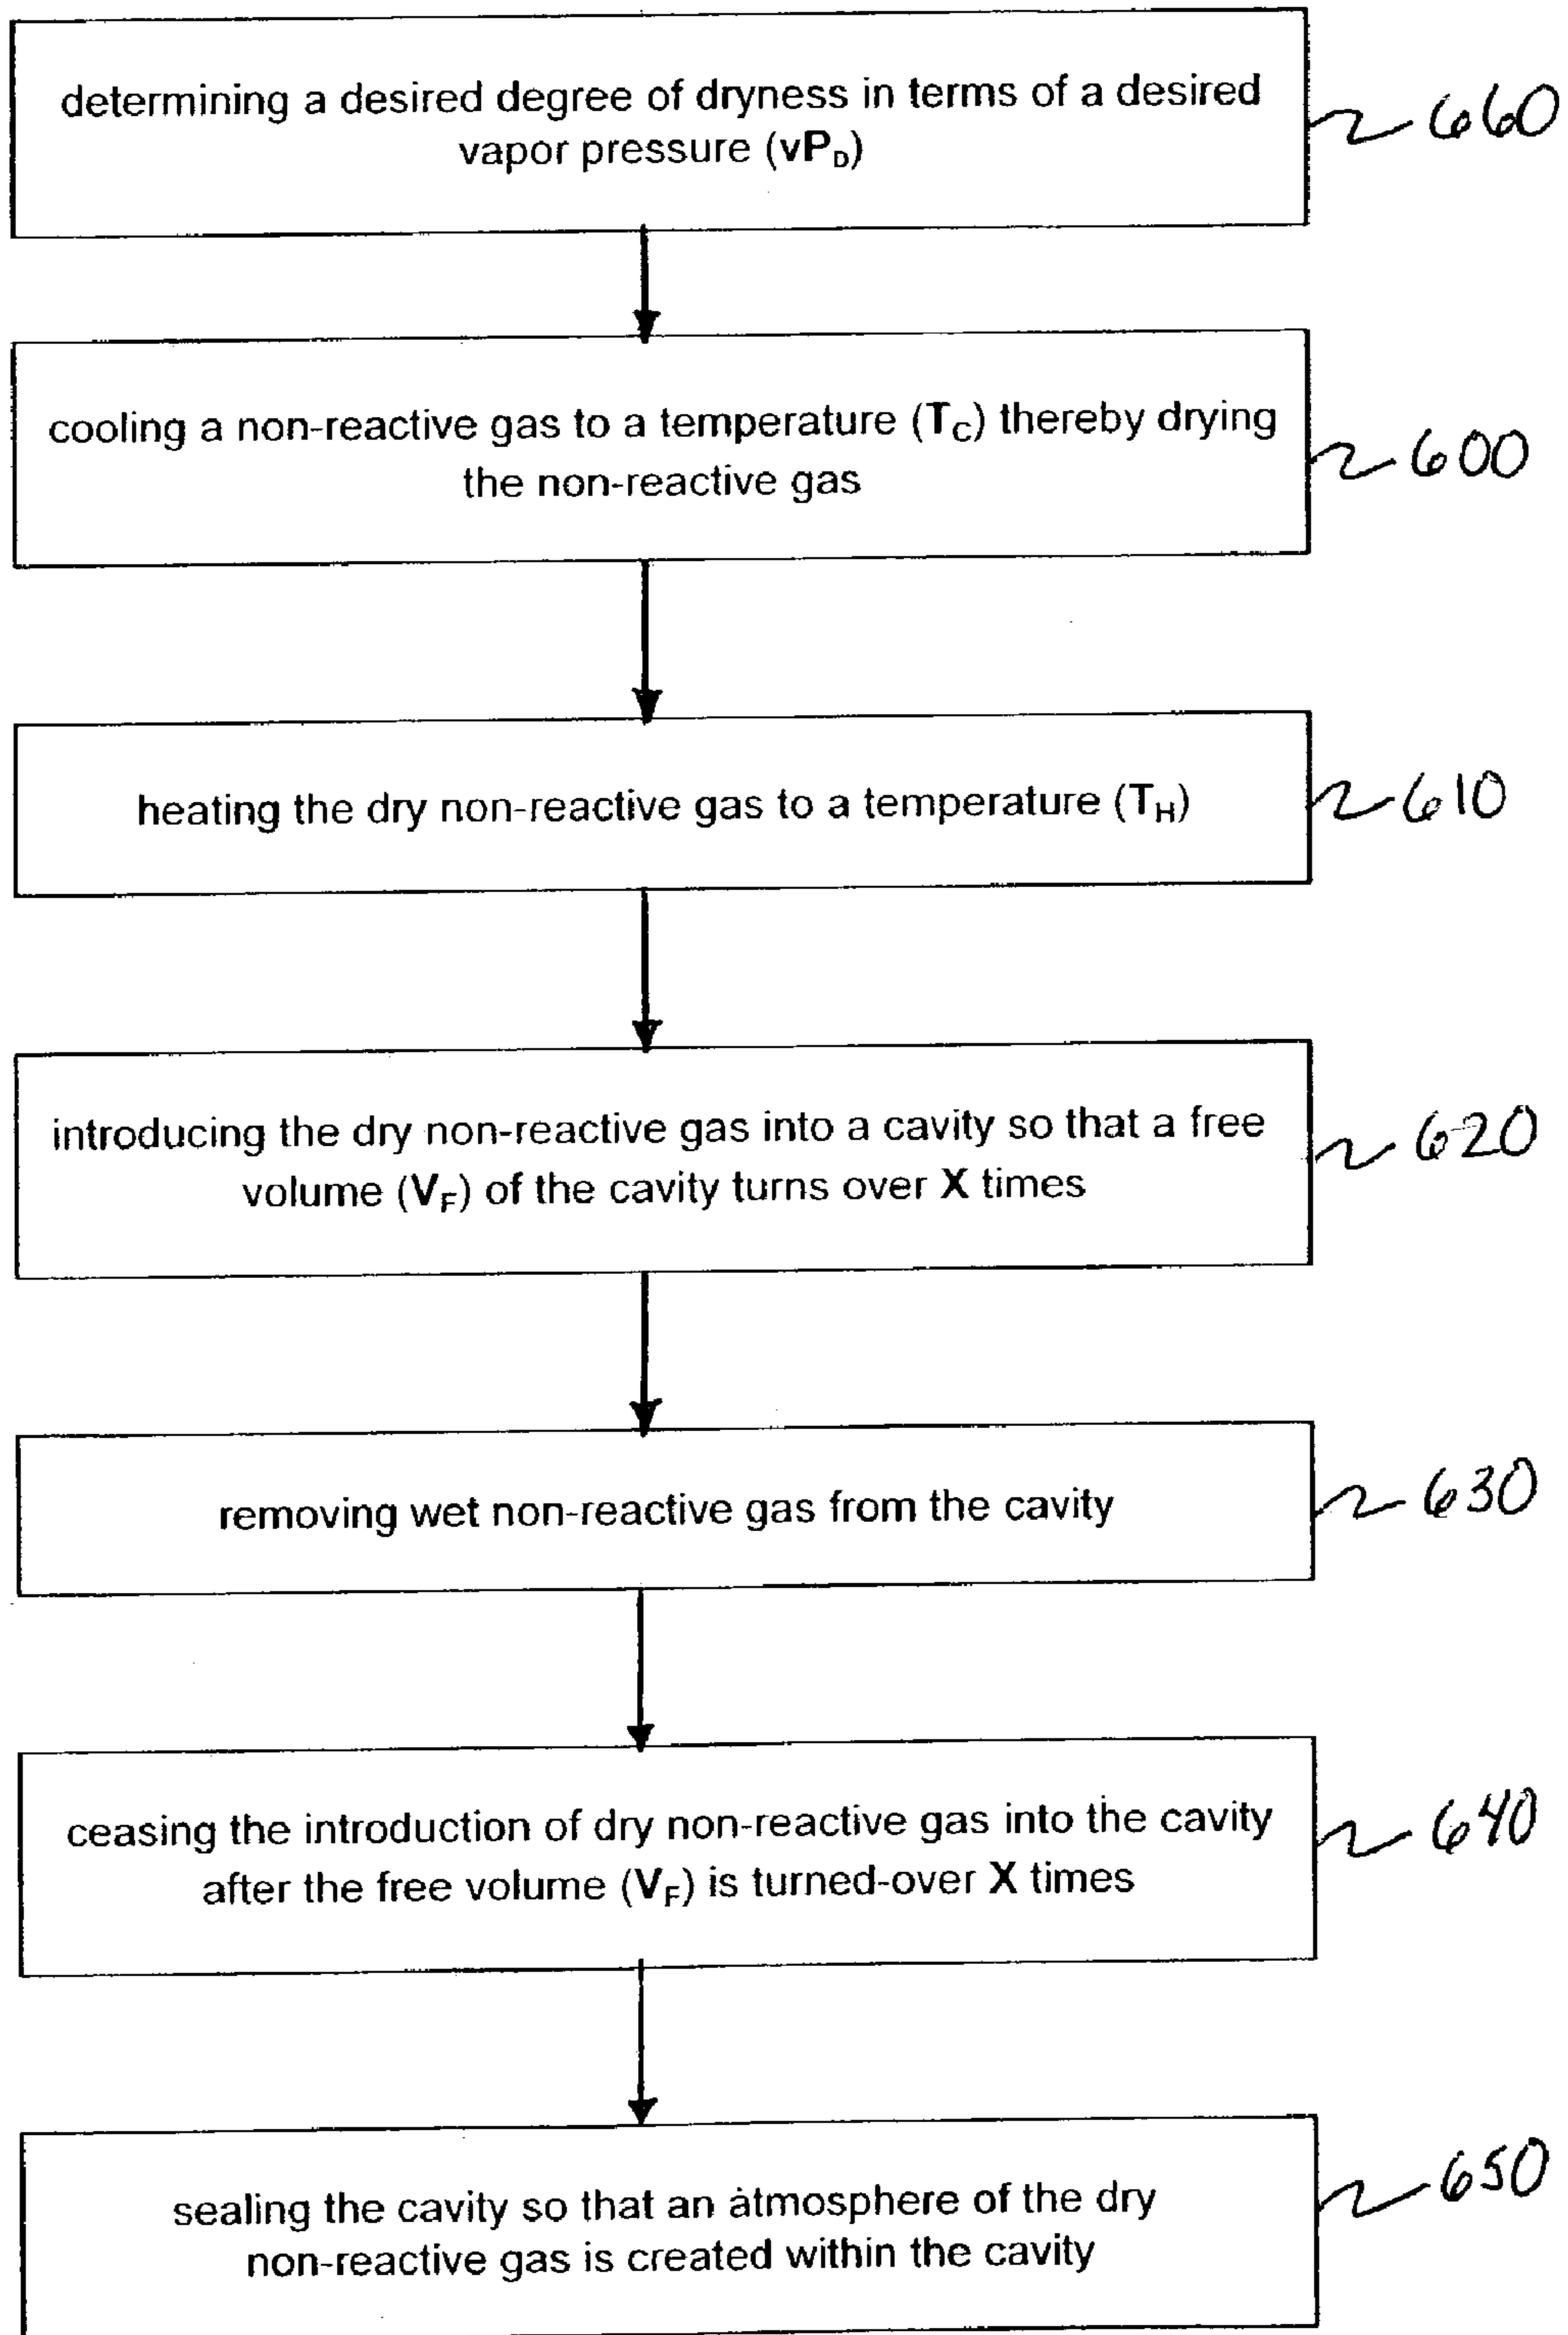 determining a desired degree of dryness in terms of a desired
vapor pressure (vP_D)
660
cooling a non-reactive gas to a temperature (T_C) thereby drying
the non-reactive gas
600
heating the dry non-reactive gas to a temperature (T_H)
610
introducing the dry non-reactive gas into a cavity so that a free
volume (V_F) of the cavity turns over X times
620
removing wet non-reactive gas from the cavity
630
ceasing the introduction of dry non-reactive gas into the cavity
after the free volume (V_F) is turned-over X times
640
sealing the cavity so that an atmosphere of the dry
non-reactive gas is created within the cavity
650